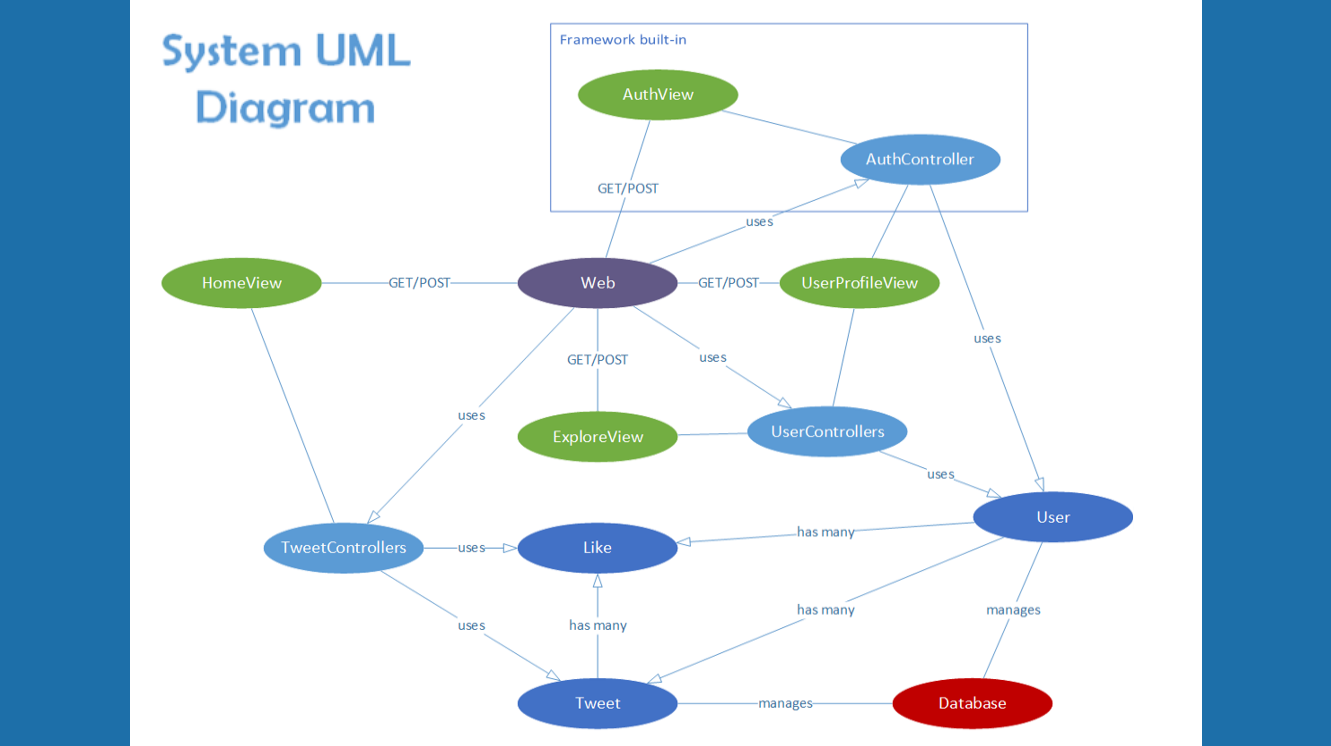 System UML
Diagram
Framework built-in
AuthView
AuthController
GET/POST
uses
HomeView
GET/POST
Web
GET/POST
UserProfileView
uses
GET/POST
uses
uses
ExploreView
UserControllers
uses
User
TweetControllers
uses
Like
has many
uses
has many
has many
manages
Tweet
manages
Database